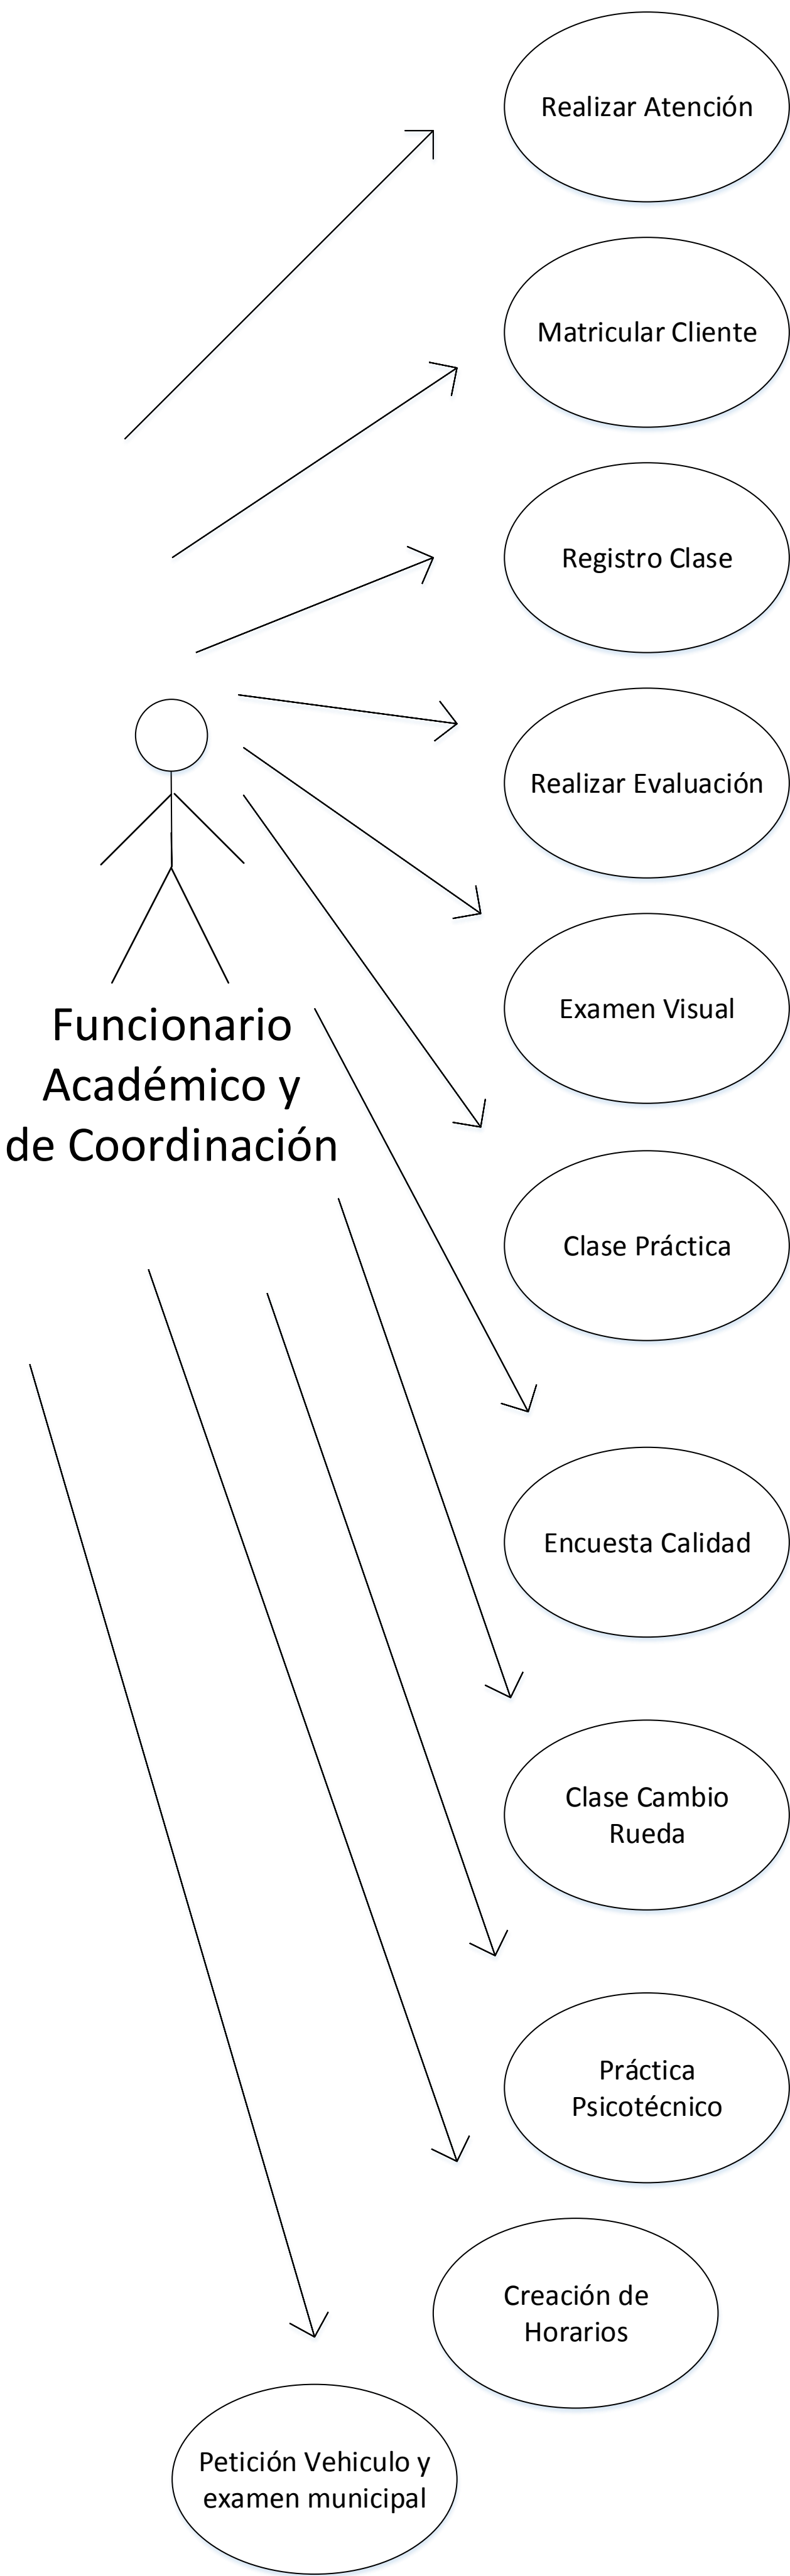 Realizar Atención
Matricular Cliente
Registro Clase
Realizar Evaluación
Examen Visual
Funcionario
Académico y
de Coordinación
Clase Práctica
Encuesta Calidad
Clase Cambio
Rueda
Práctica
Psicotécnico
Creación de
Horarios
Petición Vehiculo y
examen municipal